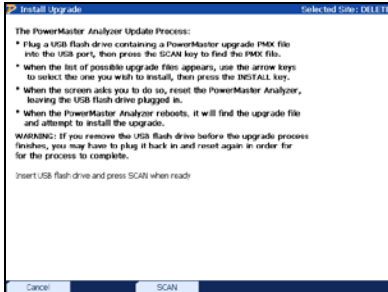 Install Upgrade
Selected Site: DELET
The PowerMaster Analyzer Update Process:
* Plug a USB flash drive containing a PowerMaster upgrade PMX file
into the USB port, then press the SCAN key to find the PMX file.
* When the list of possible upgrade files appears, use the arrow keys
to select the one you wish to install, then press the INSTALL key.
* When the screen asks you to do so, reset the PowerMaster Analyzer,
leaving the USB flash drive plugged in.
* When the PowerMaster Analyzer reboots, it will find the upgrade file
and attempt to install the upgrade.
WARNING: If you remove the USB flash drive before the upgrade process
finishes, you may have to plug it back in and reset again in order for
for the process to complete.
Insert USB flash drive and press SCAN when ready
Cancel
SCAN